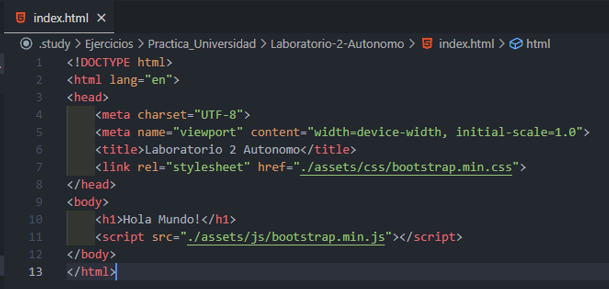 index.html
.study > Ejercicios > Practica_Universidad > Laboratorio-2-Autonomo > index.html > html
1 <!DOCTYPE html>
2 <html lang="en">
3 <head>
4 <meta charset="UTF-8">
5 <meta name="viewport" content="width=device-width, initial-scale=1.0">
6 <title>Laboratorio 2 Autonomo</title>
7 <link rel="stylesheet" href="./assets/css/bootstrap.min.css">
8 </head>
9 <body>
10 <h1>Hola Mundo!</h1>
11 <script src="./assets/js/bootstrap.min.js"></script>
12 </body>
13 </html>